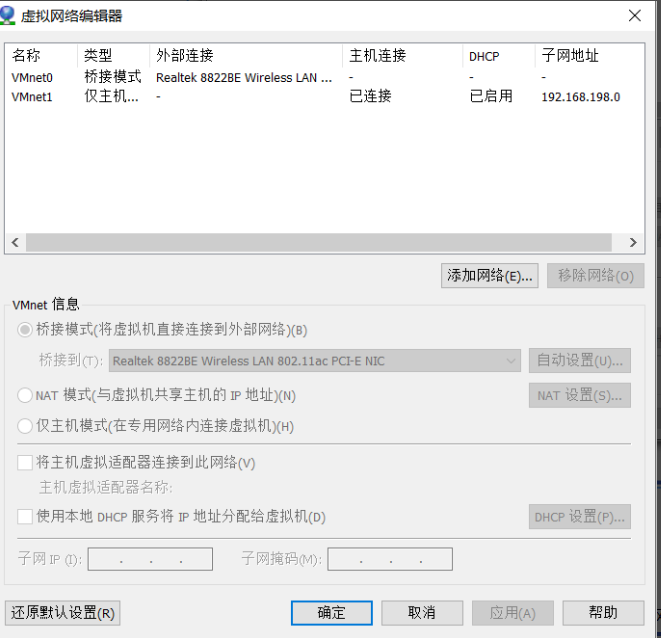 虚拟网络编辑器
名称 类型 外部连接 主机连接 DHCP 子网地址
VMnet0 桥接模式 Realtek 8822BE Wireless LAN ... - - -
VMnet1 仅主机... - 已连接 已启用 192.168.198.0
添加网络(E)... 移除网络(O)
VMnet 信息
桥接模式(将虚拟机直接连接到外部网络)(B)
桥接到(T): Realtek 8822BE Wireless LAN 802.11ac PCI-E NIC 自动设置(U)...
NAT 模式(与虚拟机共享主机的 IP 地址)(N) NAT 设置(S)...
仅主机模式(在专用网络内连接虚拟机)(H)
将主机虚拟适配器连接到此网络(V)
主机虚拟适配器名称:
使用本地 DHCP 服务将 IP 地址分配给虚拟机(D) DHCP 设置(P)...
子网 IP (I): . . . 子网掩码(M): . . .
还原默认设置(R) 确定 取消 应用(A) 帮助